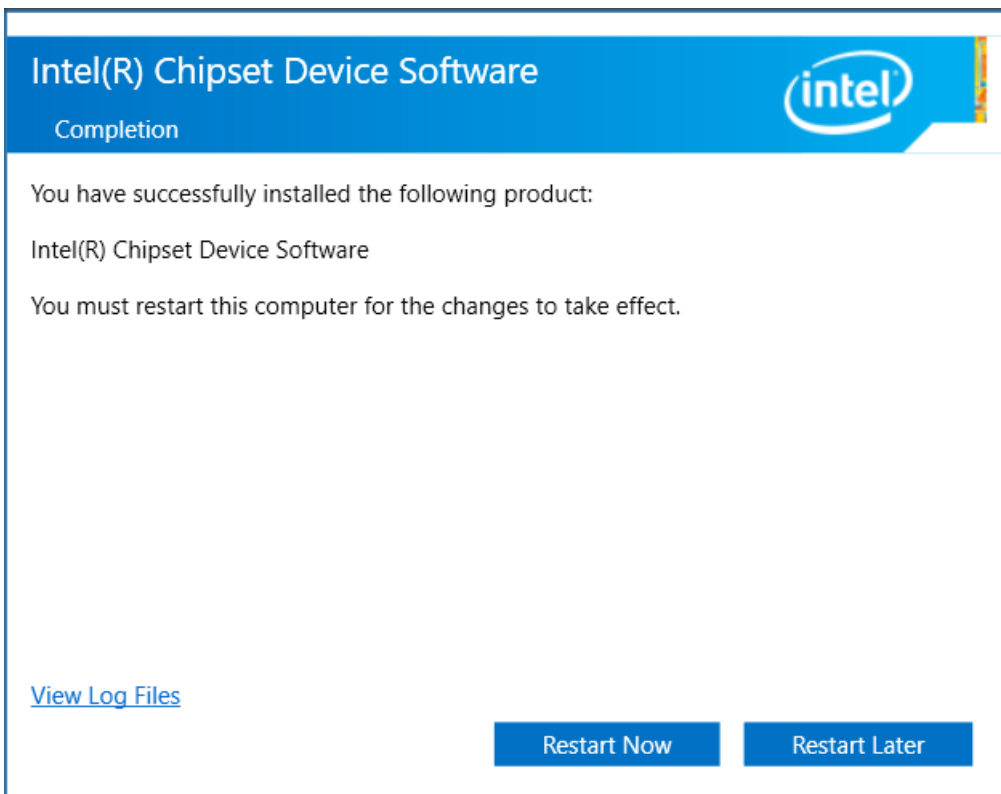 Intel(R) Chipset Device Software
intel
Completion
You have successfully installed the following product:
Intel(R) Chipset Device Software
You must restart this computer for the changes to take effect.
View Log Files
Restart Now
Restart Later